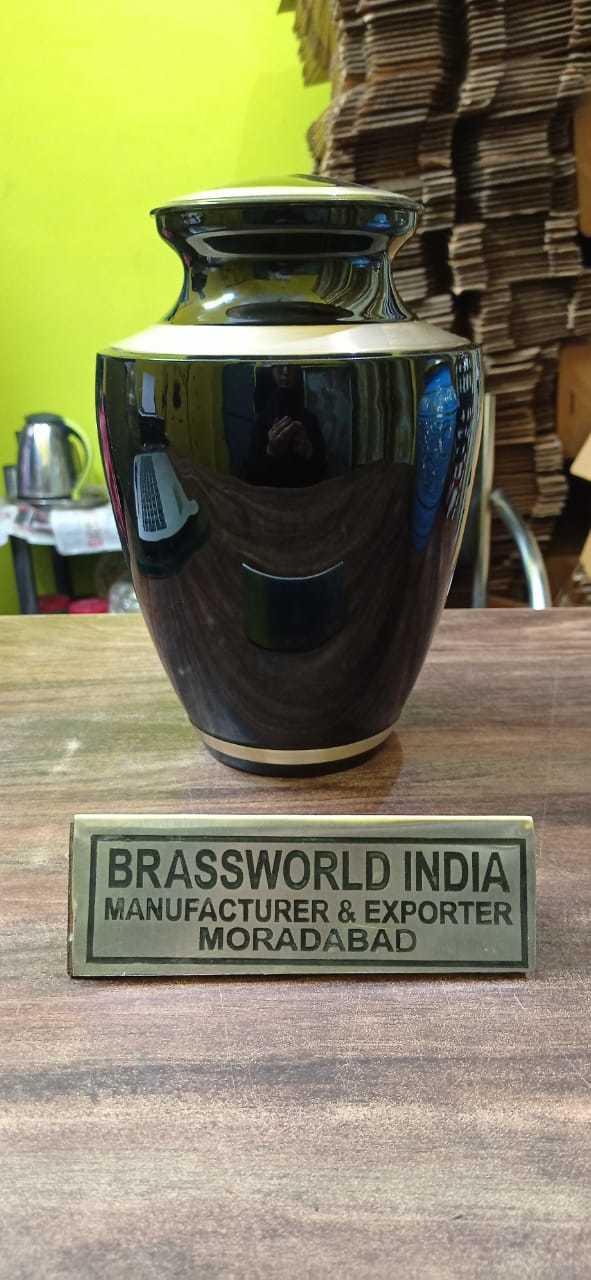 BRASSWORLD INDIA
MANUFACTURER & EXPORTER
MORADABAD